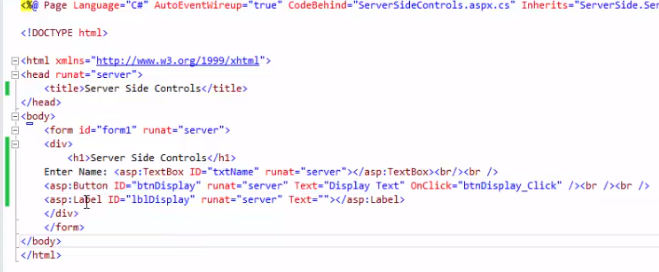 <%@ Page Language="C#" AutoEventWireup="true" CodeBehind="ServerSideControls.aspx.cs" Inherits="ServerSide.Ser
<!DOCTYPE html>
<html xmlns="http://www.w3.org/1999/xhtml">
<head runat="server">
<title>Server Side Controls</title>
</head>
<body>
<form id="form1" runat="server">
<div>
<h1>Server Side Controls</h1>
Enter Name: <asp:TextBox ID="txtName" runat="server"></asp:TextBox><br/><br />
<asp:Button ID="btnDisplay" runat="server" Text="Display Text" OnClick="btnDisplay_Click" /><br /><br />
<asp:Label ID="lblDisplay" runat="server" Text=""></asp:Label>
</div>
</form>
</body>
</html>